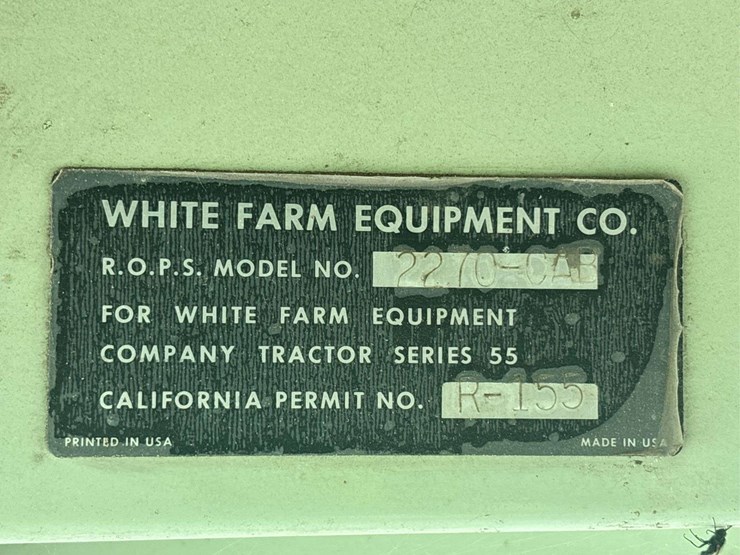 WHITE FARM EQUIPMENT CO.
R.O.P.S. MODEL NO. 2270-CAB
FOR WHITE FARM EQUIPMENT
COMPANY TRACTOR SERIES 55
CALIFORNIA PERMIT NO. R-155
PRINTED IN USA MADE IN USA